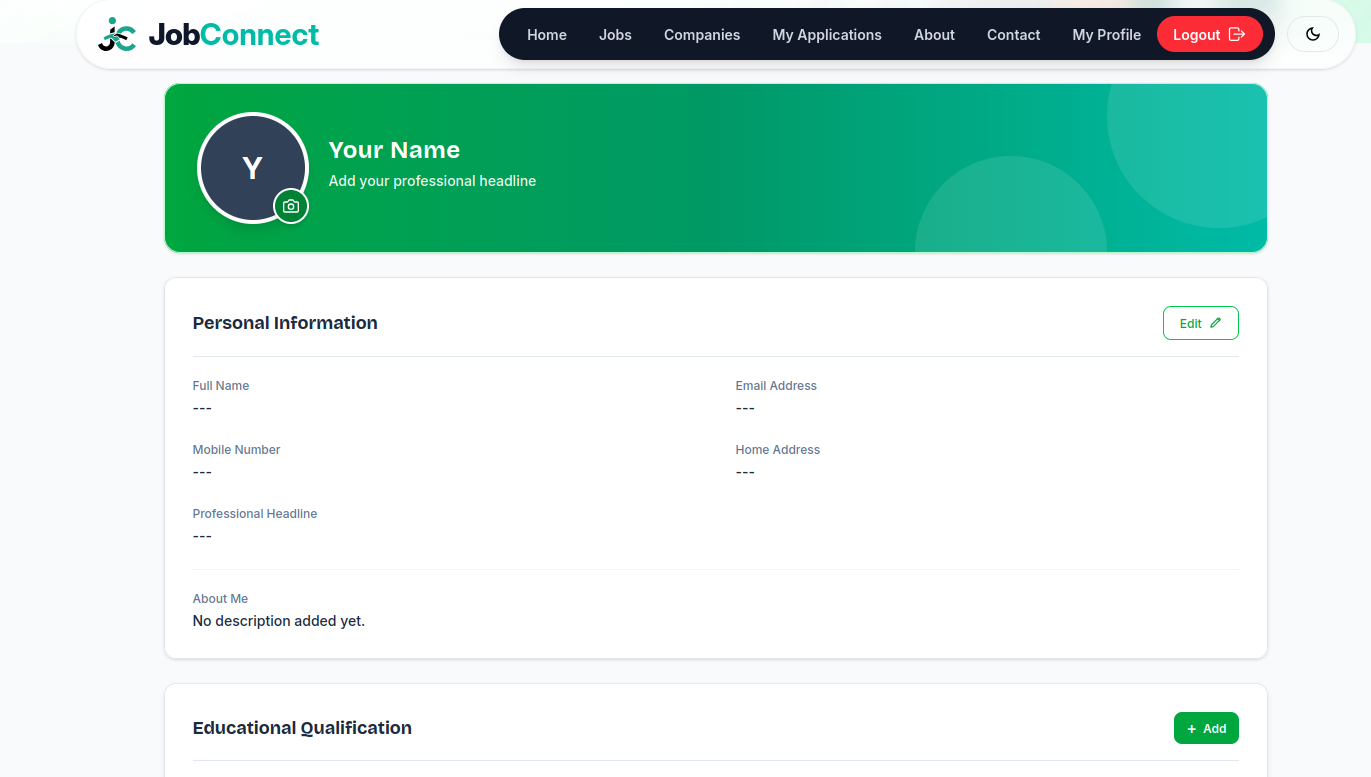 JobConnect
Home Jobs Companies My Applications About Contact My Profile Logout
Y
Your Name
Add your professional headline
Personal Information
Edit
Full Name
---
Email Address
---
Mobile Number
---
Home Address
---
Professional Headline
---
About Me
No description added yet.
Educational Qualification
+ Add